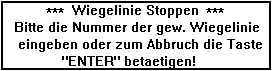 *** Wiegelinie Stoppen ***
Bitte die Nummer der gew. Wiegelinie
eingeben oder zum Abbruch die Taste
"ENTER" betaetigen!